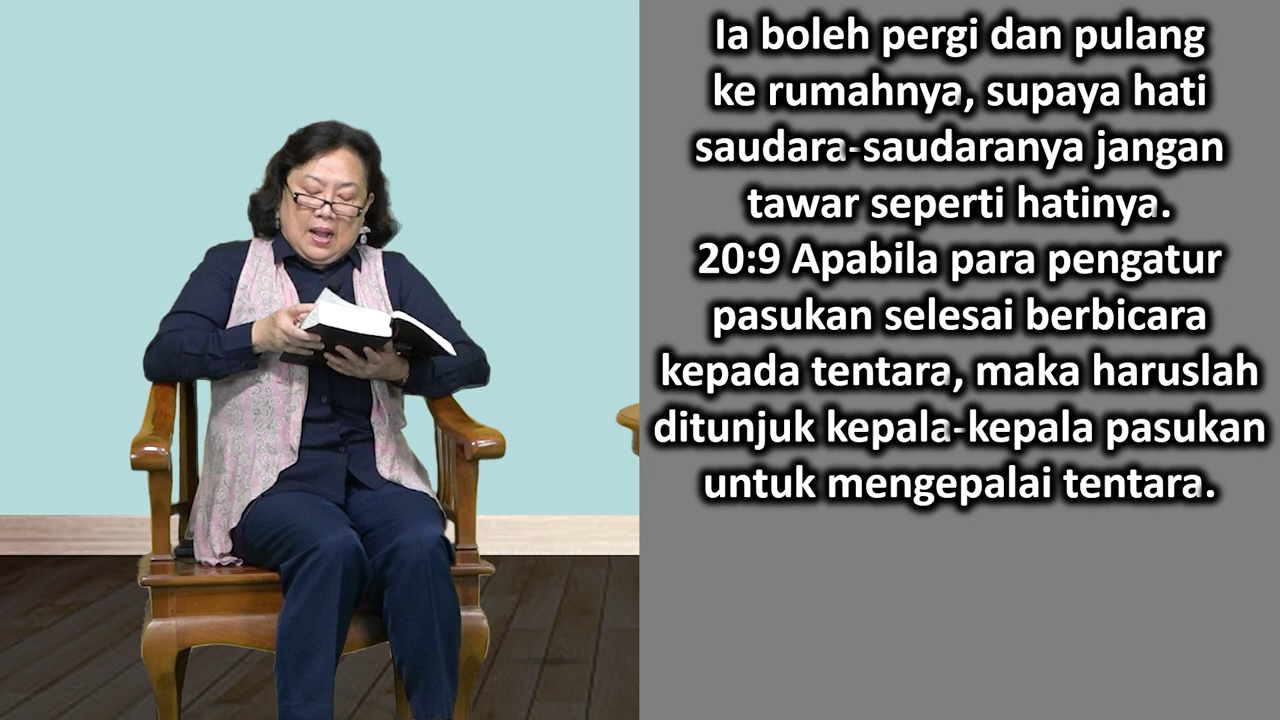 Ia boleh pergi dan pulang
ke rumahnya, supaya hati
saudara-saudaranya jangan
tawar seperti hatinya.
20:9 Apabila para pengatur
pasukan selesai berbicara
kepada tentara, maka haruslah
ditunjuk kepala-kepala pasukan
untuk mengepalai tentara.